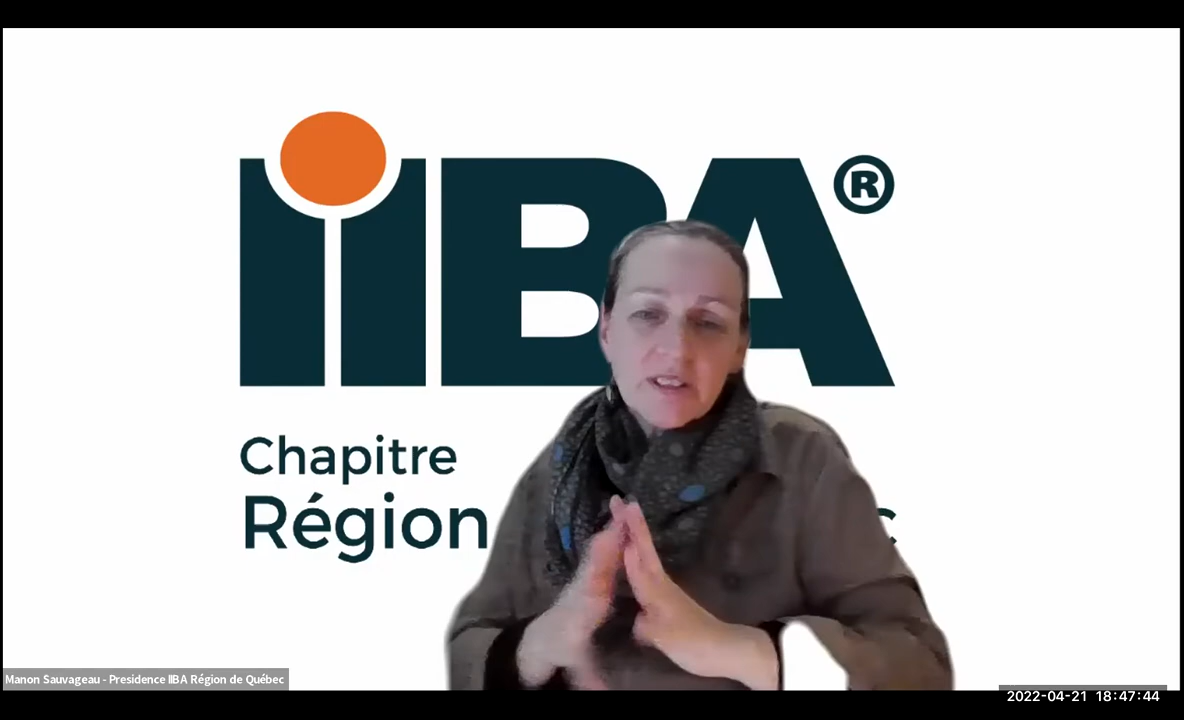 IIBA®
Chapitre
Région
Manon Sauvageau - Presidence IIBA Région de Québec
2022-04-21 18:47:44